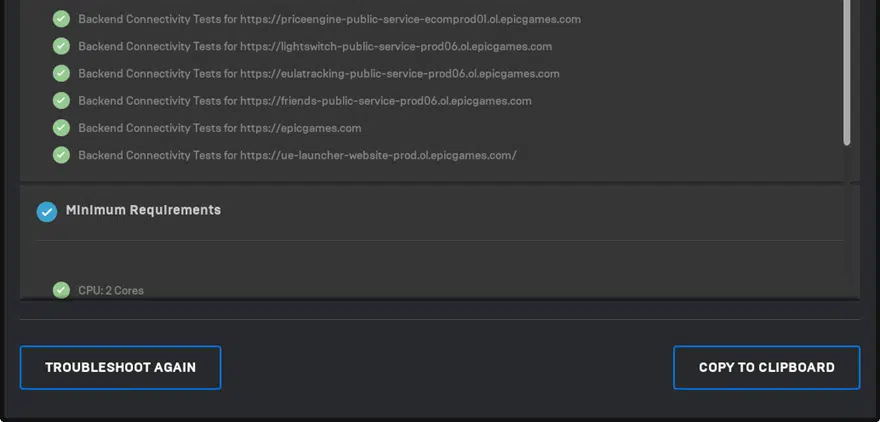 Backend Connectivity Tests for https://priceengine-public-service-ecomprod01.ol.epicgames.com
Backend Connectivity Tests for https://lightswitch-public-service-prod06.ol.epicgames.com
Backend Connectivity Tests for https://eulatracking-public-service-prod06.ol.epicgames.com
Backend Connectivity Tests for https://friends-public-service-prod06.ol.epicgames.com
Backend Connectivity Tests for https://epicgames.com
Backend Connectivity Tests for https://ue-launcher-website-prod.ol.epicgames.com/
Minimum Requirements
CPU: 2 Cores
TROUBLESHOOT AGAIN
COPY TO CLIPBOARD